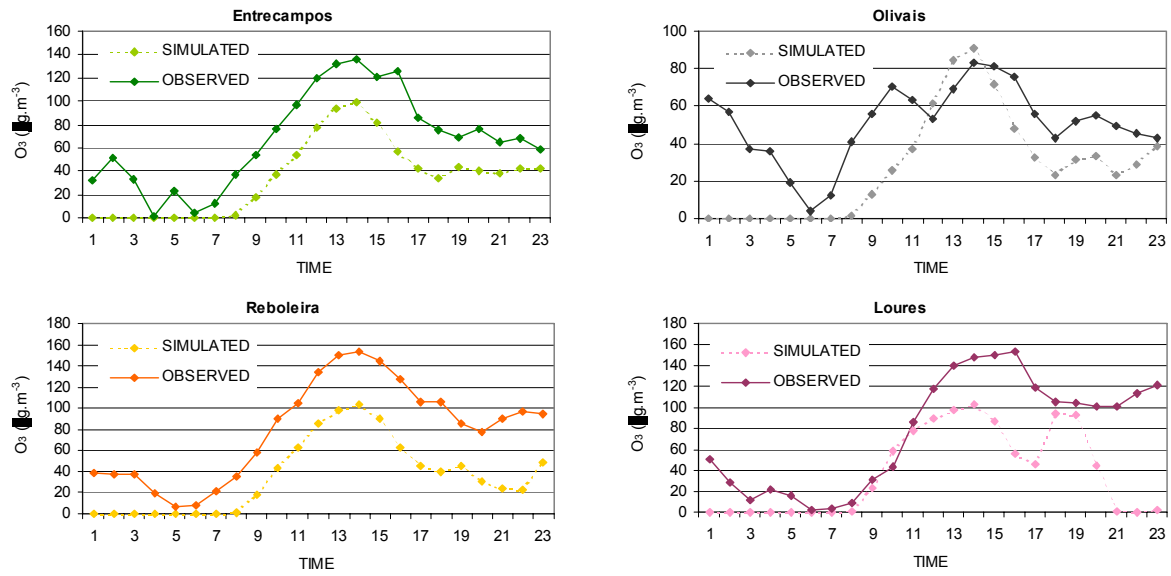 Entrecampos
160
140
120
100
80
60
40
20
0
O₃ (█g.m⁻³)
SIMULATED
OBSERVED
1 3 5 7 9 11 13 15 17 19 21 23
TIME
Olivais
100
80
60
40
20
0
O₃ (█g.m⁻³)
SIMULATED
OBSERVED
1 3 5 7 9 11 13 15 17 19 21 23
TIME
Reboleira
180
160
140
120
100
80
60
40
20
0
O₃ (█g.m⁻³)
SIMULATED
OBSERVED
1 3 5 7 9 11 13 15 17 19 21 23
TIME
Loures
180
160
140
120
100
80
60
40
20
0
O₃ (█g.m⁻³)
SIMULATED
OBSERVED
1 3 5 7 9 11 13 15 17 19 21 23
TIME